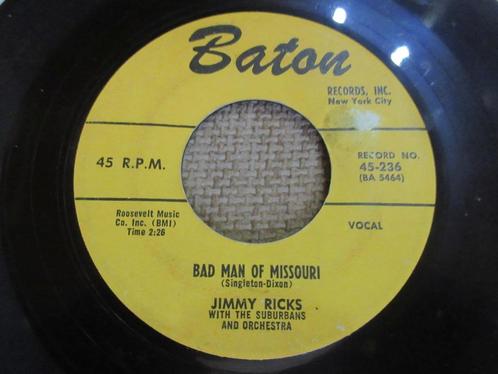 Baton
RECORDS, INC.
New York City
45 R.P.M.
RECORD NO.
45-236
(BA 5464)
Roosevelt Music
Co. Inc. (BMI)
Time 2:26
VOCAL
BAD MAN OF MISSOURI
(Singleton-Dixon)
JIMMY RICKS
WITH THE SUBURBANS
AND ORCHESTRA